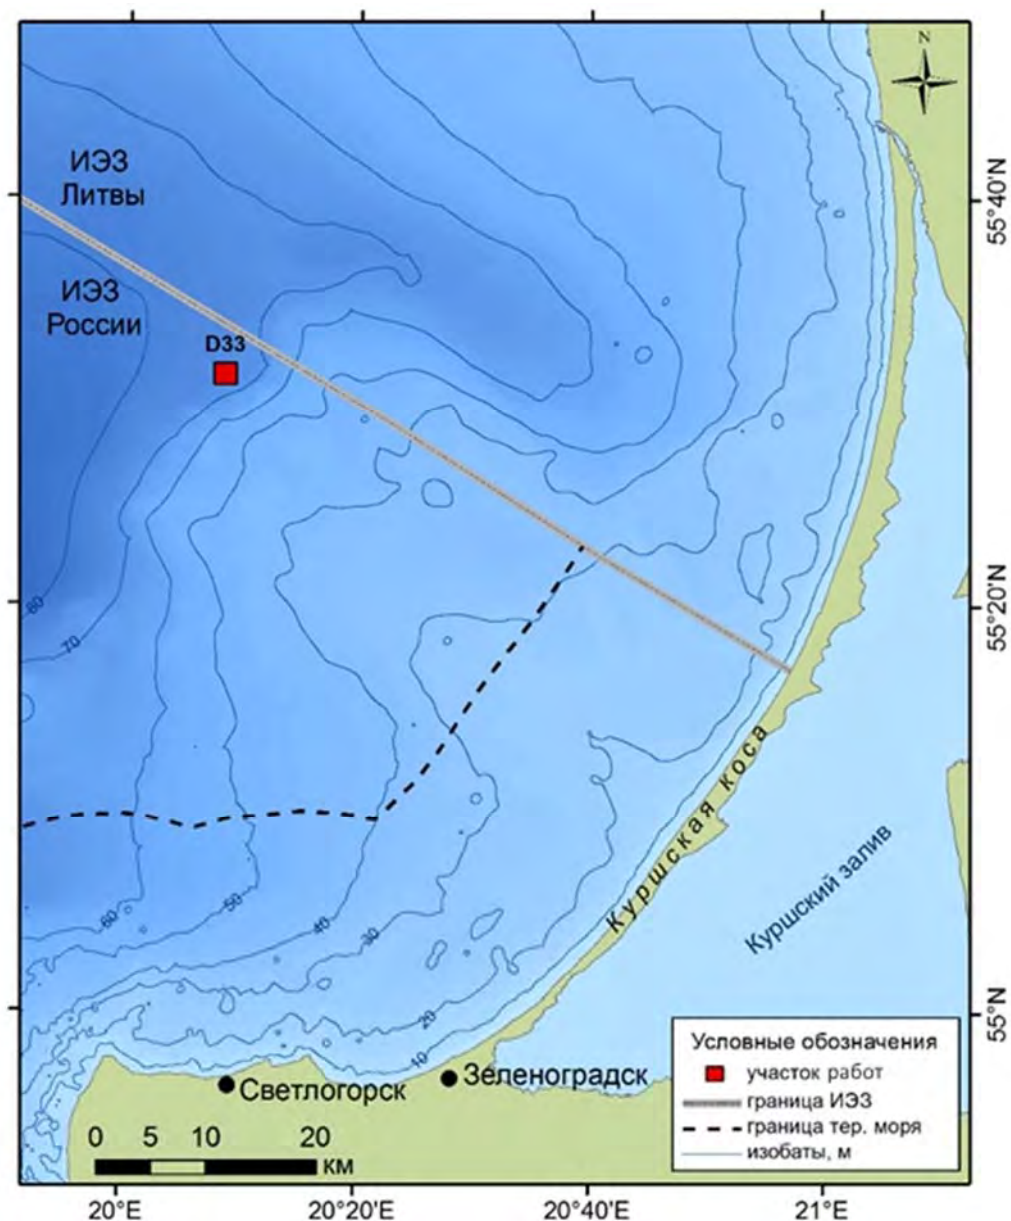 N
ИЭЗ
Литвы
ИЭЗ
России
D33
55°40'N
55°20'N
55°N
80
70
60
50
40
30
20
10
Куршская коса
Куршский залив
Светлогорск
Зеленоградск
0 5 10 20
км
Условные обозначения
участок работ
граница ИЭЗ
граница тер. моря
изобаты, м
20°E 20°20'E 20°40'E 21°E